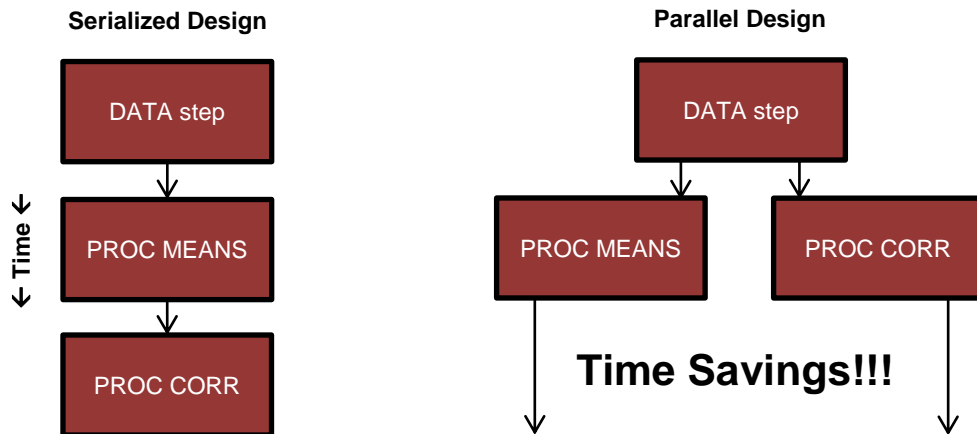 Serialized Design
DATA step
PROC MEANS
PROC CORR
← Time ←
Parallel Design
DATA step
PROC MEANS
PROC CORR
Time Savings!!!